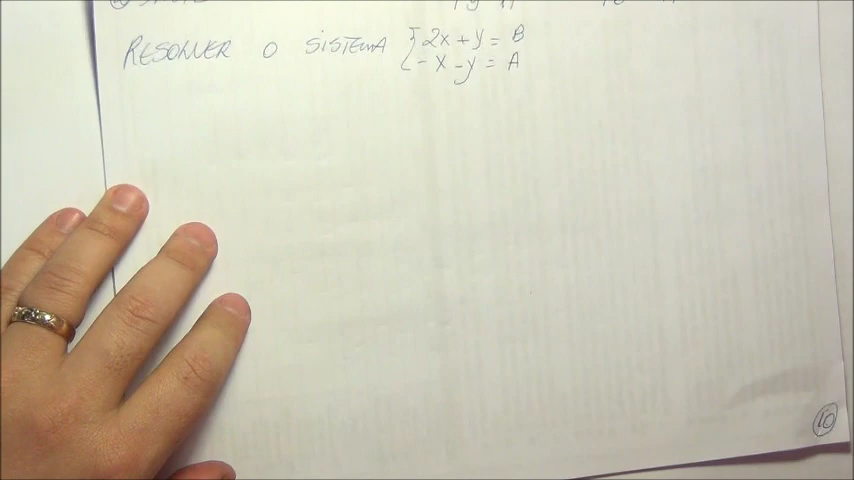 RESOLVER O SISTEMA { 2x + y = B
- x - y = A
10